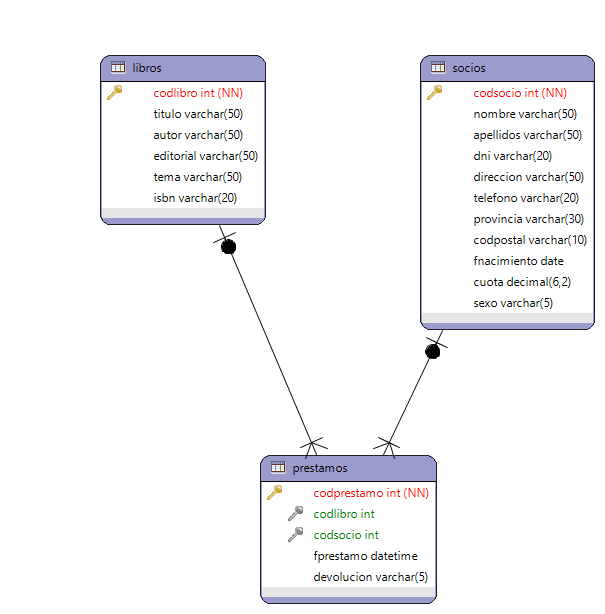 libros
codlibro int (NN)
titulo varchar(50)
autor varchar(50)
editorial varchar(50)
tema varchar(50)
isbn varchar(20)
socios
codsocio int (NN)
nombre varchar(50)
apellidos varchar(50)
dni varchar(20)
direccion varchar(50)
telefono varchar(20)
provincia varchar(30)
codpostal varchar(10)
fnacimiento date
cuota decimal(6,2)
sexo varchar(5)
prestamos
codprestamo int (NN)
codlibro int
codsocio int
fprestamo datetime
devolucion varchar(5)